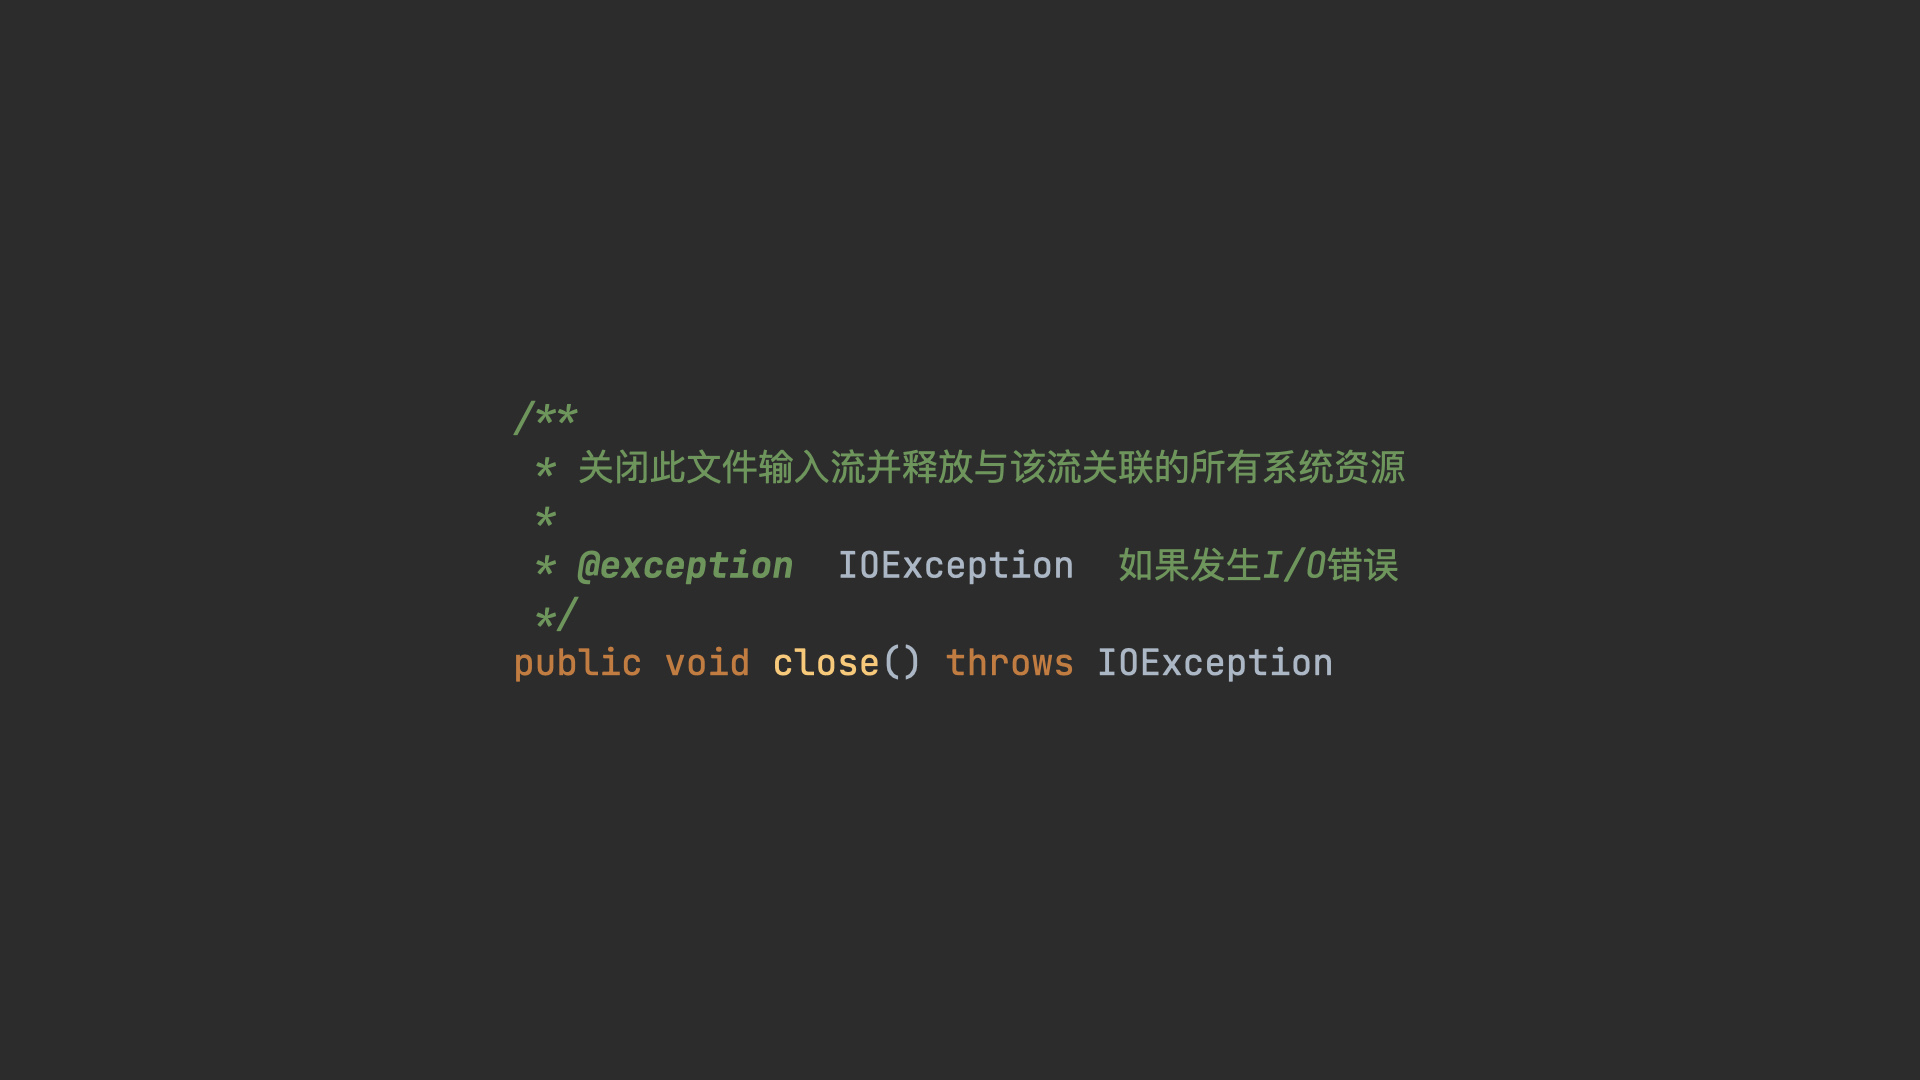 /**
 * 关闭此文件输入流并释放与该流关联的所有系统资源
 *
 * @exception  IOException  如果发生I/O错误
 */
public void close() throws IOException